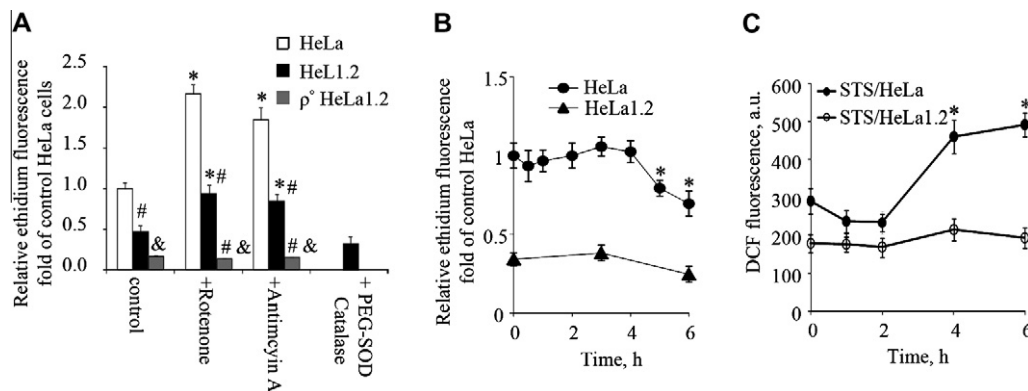 A
HeLa
HeL1.2
ρ° HeLa1.2
Relative ethidium fluorescence
fold of control HeLa cells
2.5
2.0
1.5
1.0
0.5
0.0
*
*
#
*#
*#
&
# &
# &
control
+Rotenone
+Antimcyin A
+ PEG-SOD
Catalase
B
HeLa
HeLa1.2
Relative ethidium fluorescence
fold of control HeLa
1.5
1
0.5
0
* *
0 2 4 6
Time, h
C
STS/HeLa
STS/HeLa1.2
DCF fluorescence, a.u.
600
500
400
300
200
100
0
* *
0 1 2 4 6
Time, h